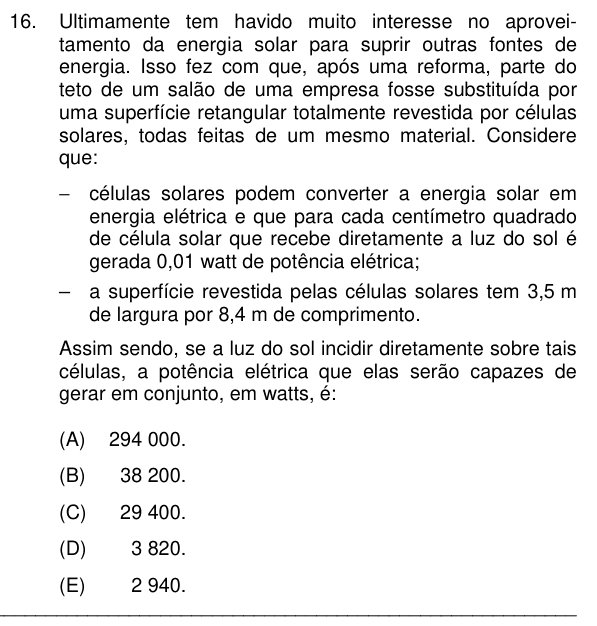 16. Ultimamente tem havido muito interesse no aprovei-
tamento da energia solar para suprir outras fontes de
energia. Isso fez com que, após uma reforma, parte do
teto de um salão de uma empresa fosse substituída por
uma superfície retangular totalmente revestida por células
solares, todas feitas de um mesmo material. Considere
que:
– células solares podem converter a energia solar em
energia elétrica e que para cada centímetro quadrado
de célula solar que recebe diretamente a luz do sol é
gerada 0,01 watt de potência elétrica;
– a superfície revestida pelas células solares tem 3,5 m
de largura por 8,4 m de comprimento.
Assim sendo, se a luz do sol incidir diretamente sobre tais
células, a potência elétrica que elas serão capazes de
gerar em conjunto, em watts, é:
(A) 294 000.
(B) 38 200.
(C) 29 400.
(D) 3 820.
(E) 2 940.